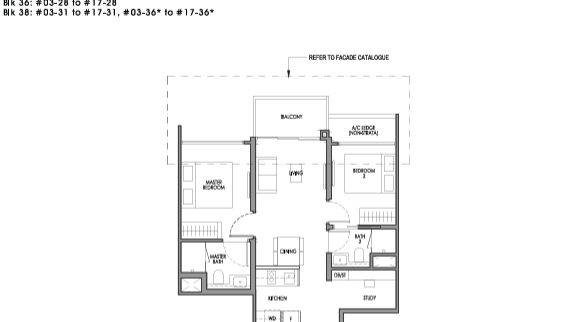 Blk 36: #03-28 to #17-28
Blk 38: #03-31 to #17-31, #03-36* to #17-36*
REFER TO FACADE CATALOGUE
BALCONY
A/C LEDGE
(NON-STRATA)
LIVING
BEDROOM
2
MASTER
BEDROOM
BATH
2
DINING
MASTER
BATH
DB/ST
KITCHEN
STUDY
WD
F